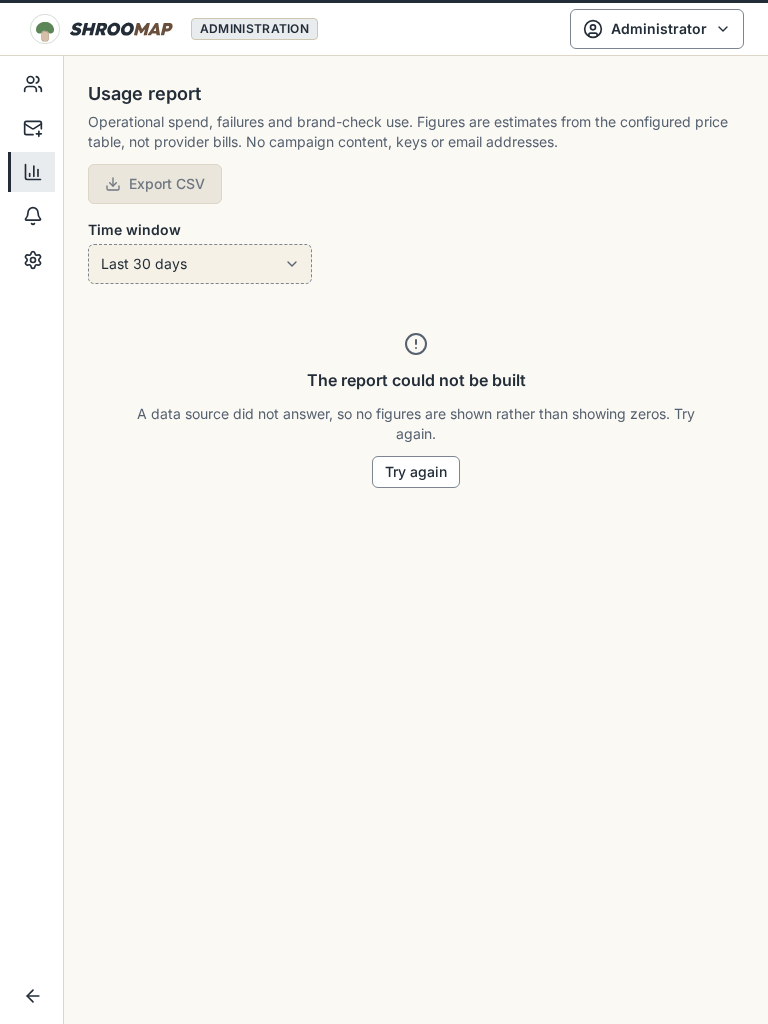 SHROOMAP
ADMINISTRATION
Administrator
Usage report
Operational spend, failures and brand-check use. Figures are estimates from the configured price
table, not provider bills. No campaign content, keys or email addresses.
Export CSV
Time window
Last 30 days
The report could not be built
A data source did not answer, so no figures are shown rather than showing zeros. Try
again.
Try again